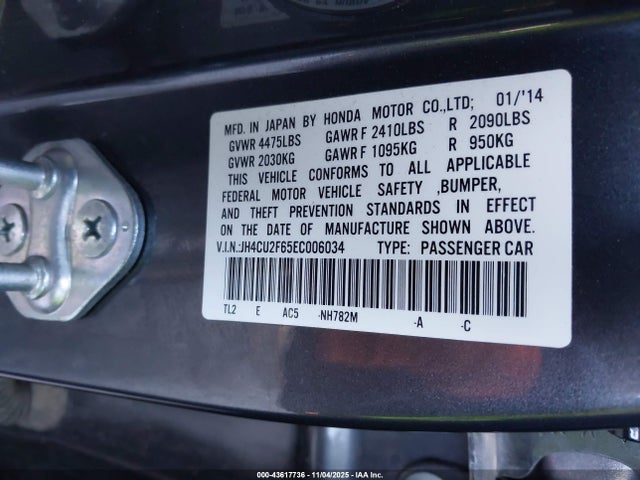 MFD. IN JAPAN BY HONDA MOTOR CO.,LTD; 01/'14
GVWR 4475LBS GAWR F 2410LBS R 2090LBS
GVWR 2030KG GAWR F 1095KG R 950KG
THIS VEHICLE CONFORMS TO ALL APPLICABLE
FEDERAL MOTOR VEHICLE SAFETY ,BUMPER,
AND THEFT PREVENTION STANDARDS IN EFFECT
ON THE DATE OF MANUFACTURE SHOWN ABOVE.
V.I.N.:JH4CU2F65EC006034 TYPE: PASSENGER CAR
TL2 E AC5 -NH782M -A -C
000-43617736 - 11/04/2025 - IAA Inc.